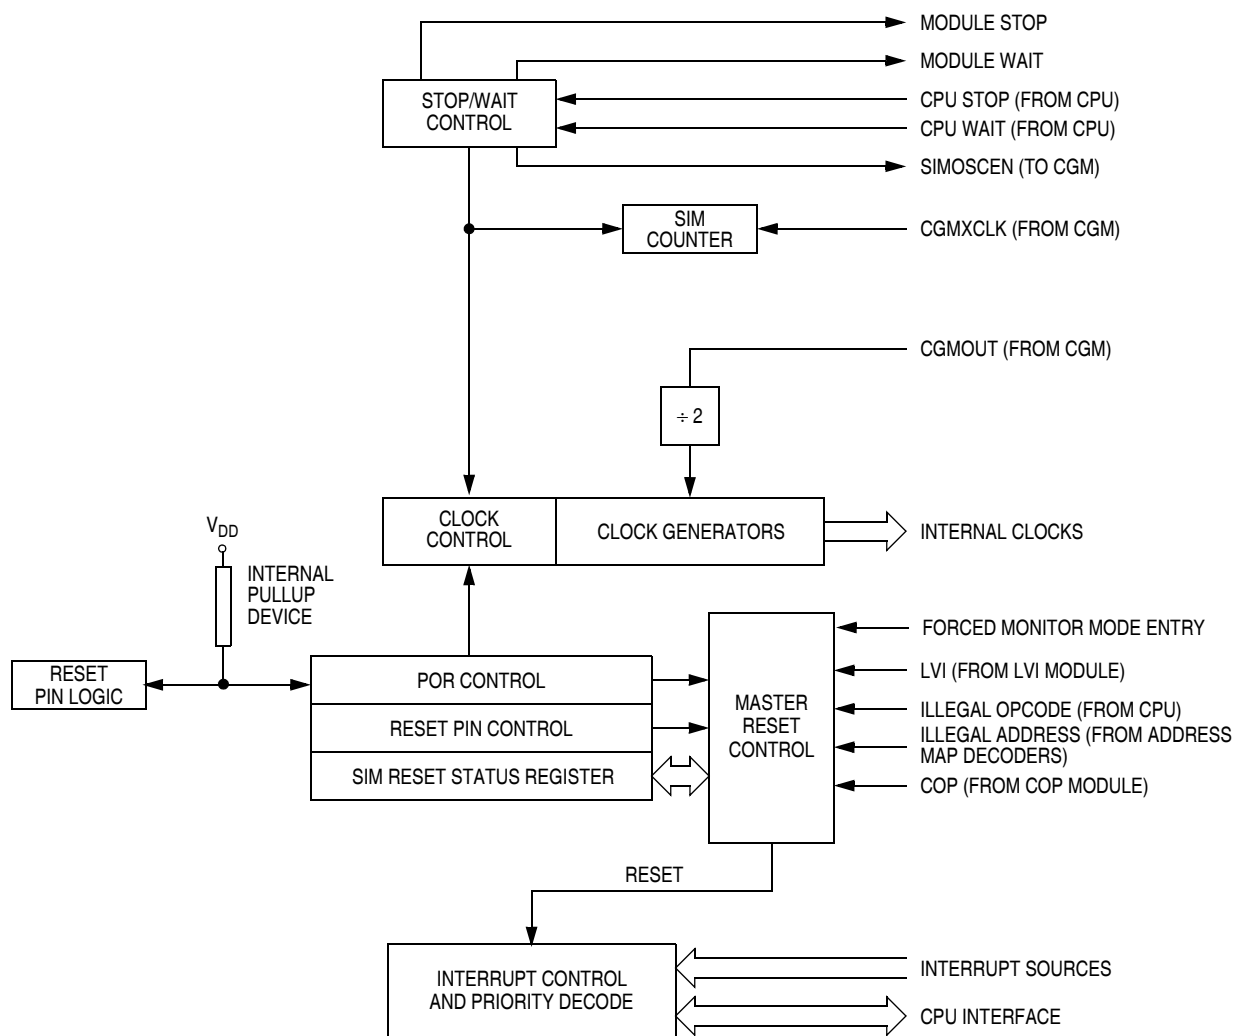 MODULE STOP
MODULE WAIT
STOP/WAIT
CONTROL
CPU STOP (FROM CPU)
CPU WAIT (FROM CPU)
SIMOSCEN (TO CGM)
SIM
COUNTER
CGMXCLK (FROM CGM)
CGMOUT (FROM CGM)
÷ 2
CLOCK
CONTROL
CLOCK GENERATORS
INTERNAL CLOCKS
VDD
INTERNAL
PULLUP
DEVICE
RESET
PIN LOGIC
POR CONTROL
RESET PIN CONTROL
SIM RESET STATUS REGISTER
MASTER
RESET
CONTROL
FORCED MONITOR MODE ENTRY
LVI (FROM LVI MODULE)
ILLEGAL OPCODE (FROM CPU)
ILLEGAL ADDRESS (FROM ADDRESS
MAP DECODERS)
COP (FROM COP MODULE)
RESET
INTERRUPT CONTROL
AND PRIORITY DECODE
INTERRUPT SOURCES
CPU INTERFACE